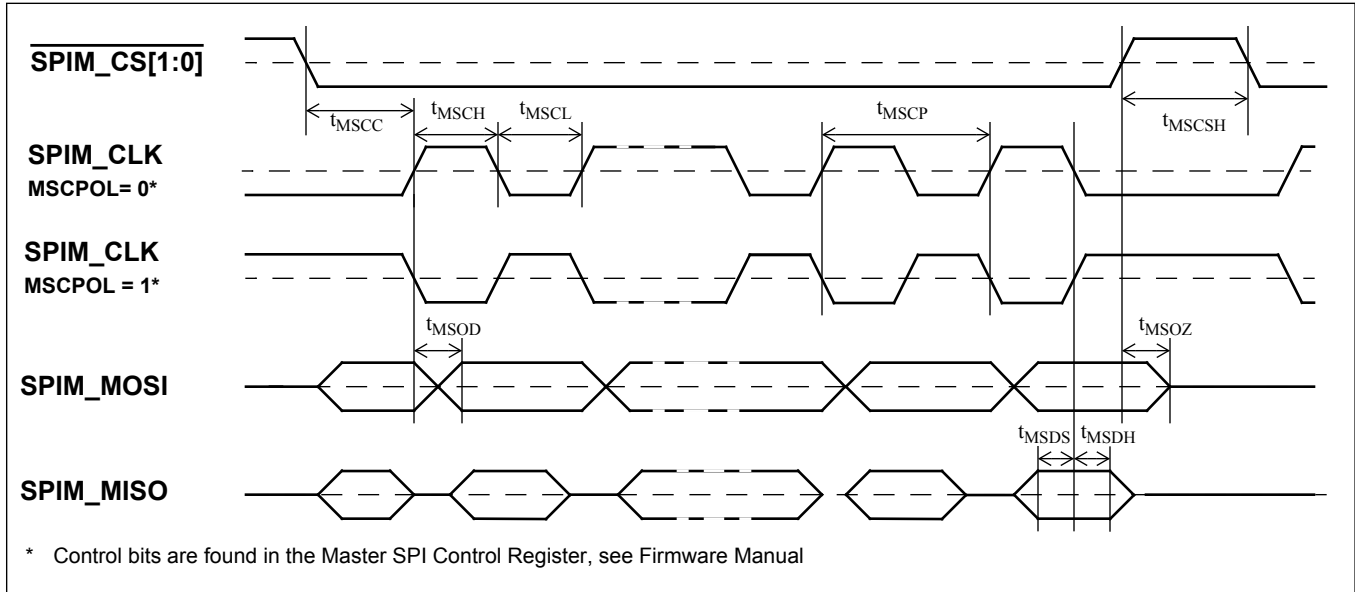 SPIM_CS[1:0]
tMSCC
tMSCH
tMSCL
tMSCP
tMSCSH
SPIM_CLK
MSCPOL= 0*
SPIM_CLK
MSCPOL = 1*
tMSOD
tMSOZ
SPIM_MOSI
tMSDS
tMSDH
SPIM_MISO
* Control bits are found in the Master SPI Control Register, see Firmware Manual